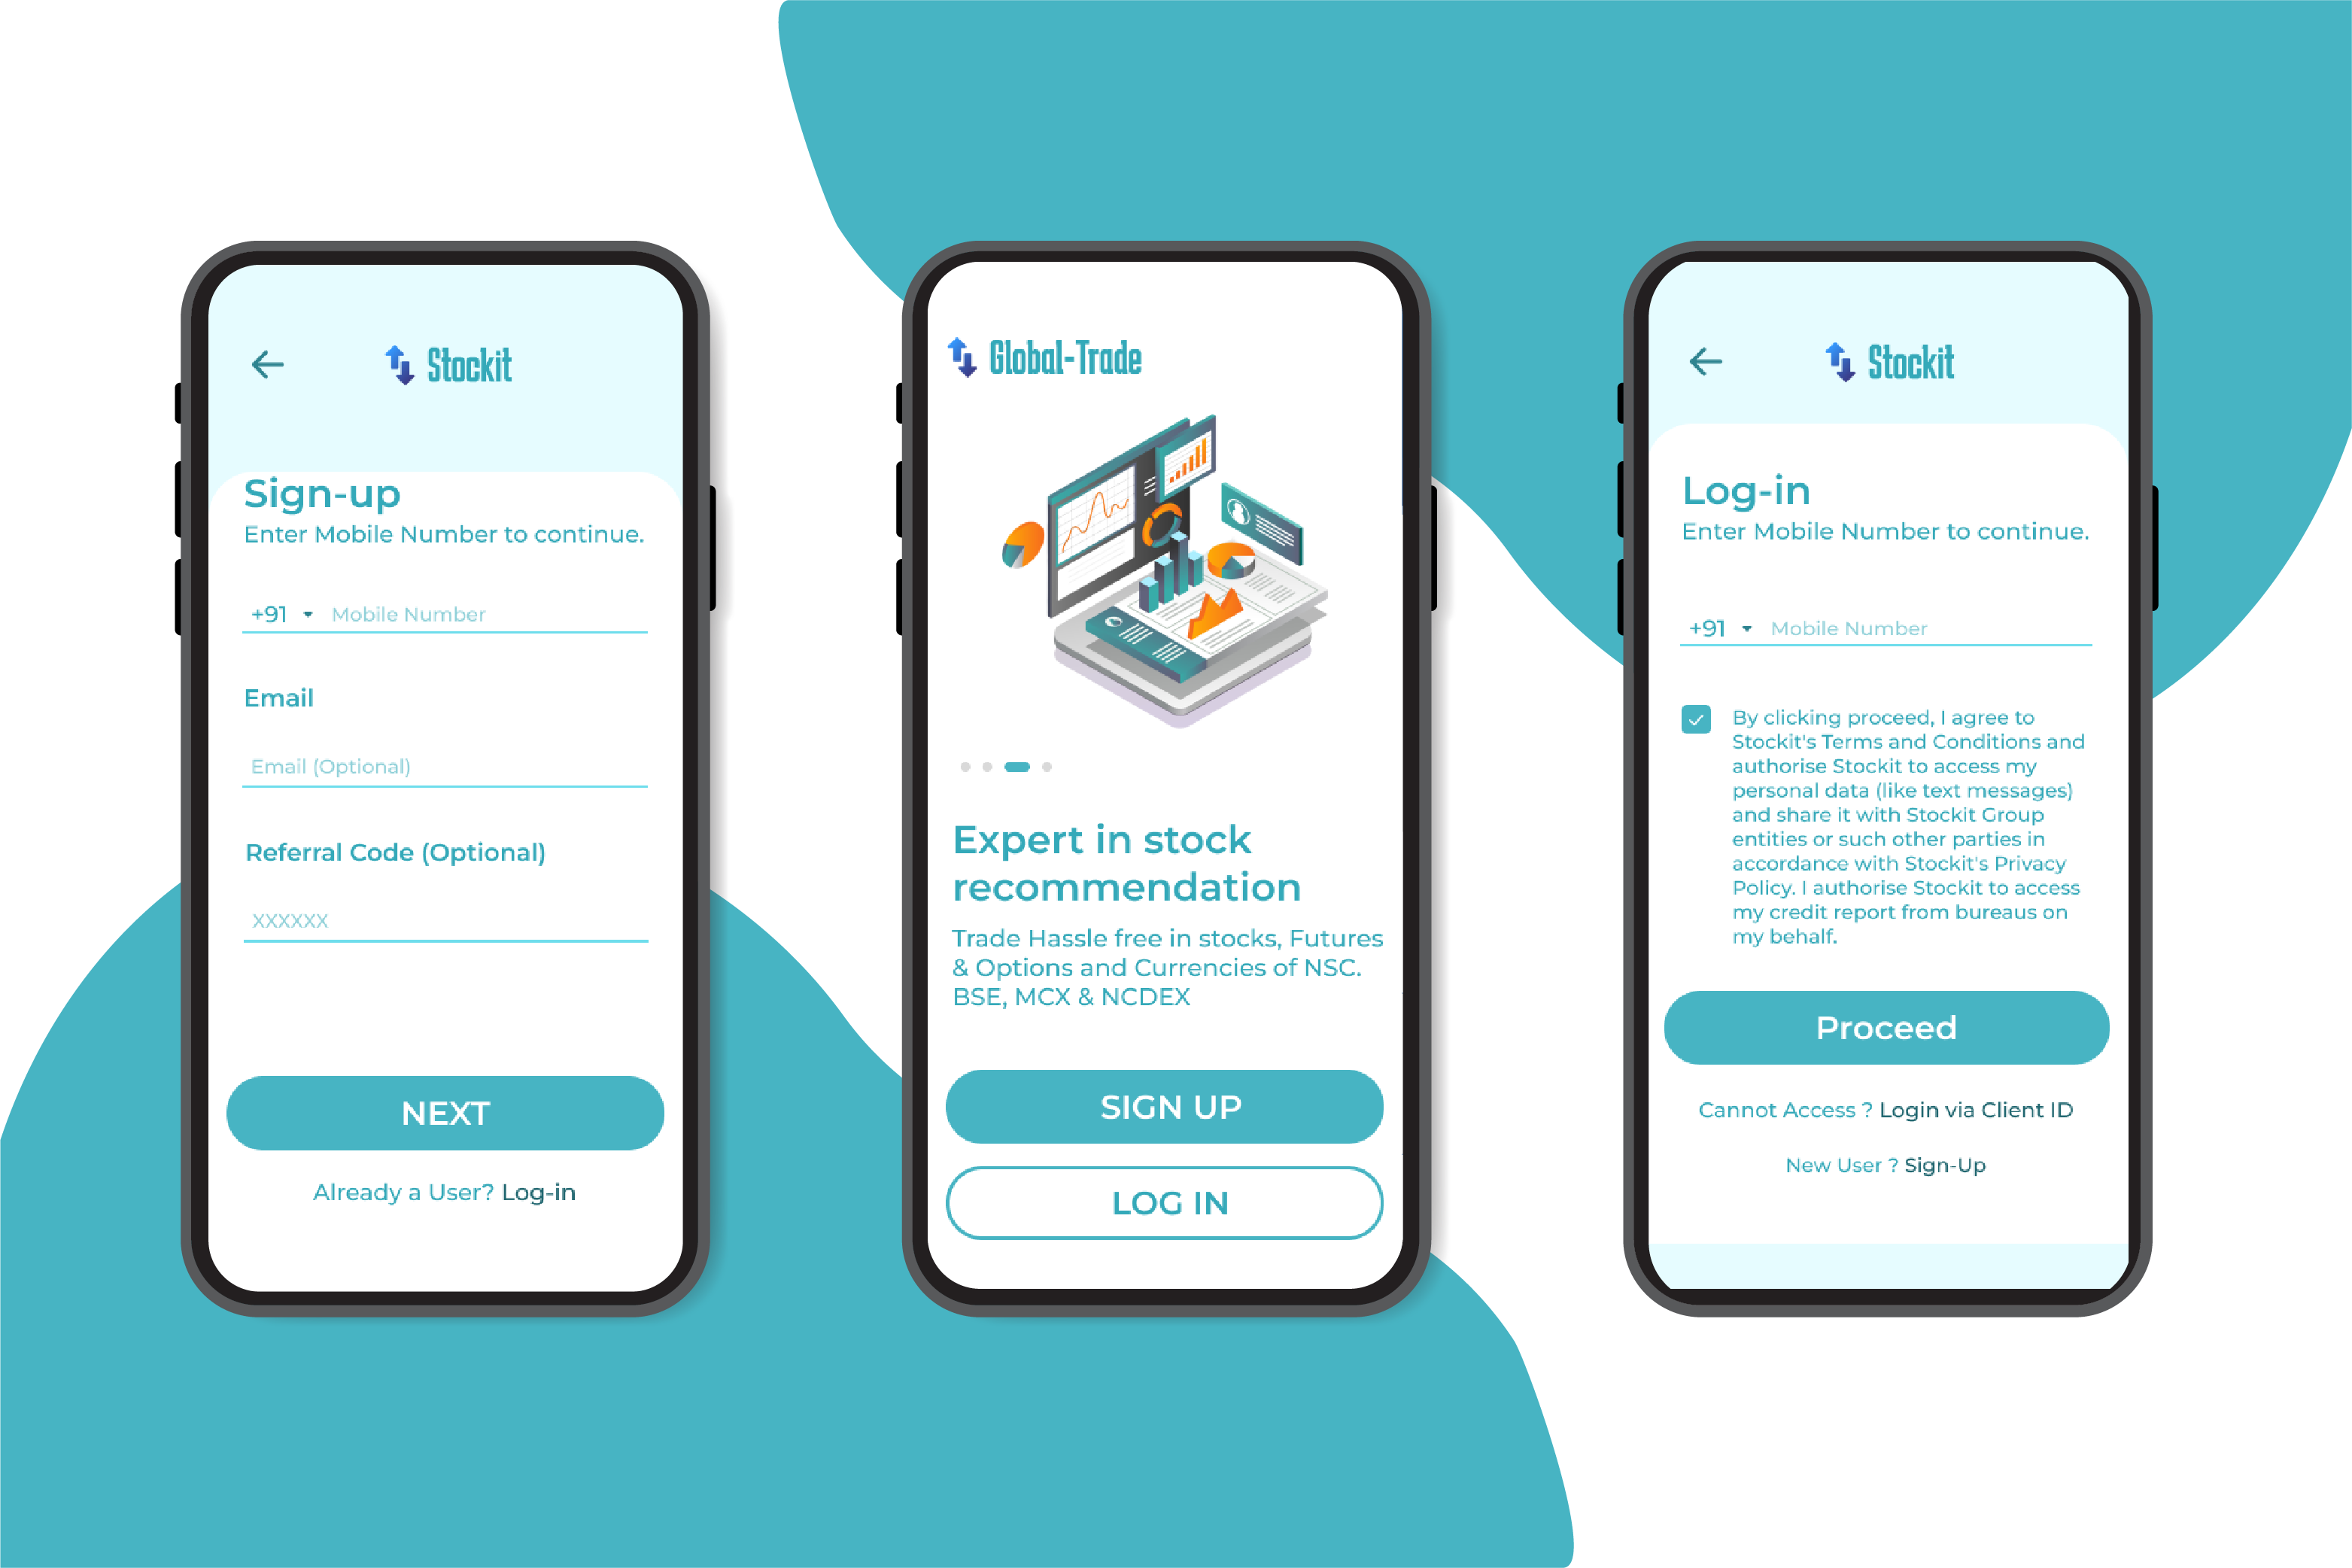 Stockit
Sign-up
Enter Mobile Number to continue.
+91 Mobile Number
Email
Email (Optional)
Referral Code (Optional)
XXXXXX
NEXT
Already a User? Log-in
Global-Trade
Expert in stock
recommendation
Trade Hassle free in stocks, Futures
& Options and Currencies of NSC.
BSE, MCX & NCDEX
SIGN UP
LOG IN
Stockit
Log-in
Enter Mobile Number to continue.
+91 Mobile Number
By clicking proceed, I agree to
Stockit's Terms and Conditions and
authorise Stockit to access my
personal data (like text messages)
and share it with Stockit Group
entities or such other parties in
accordance with Stockit's Privacy
Policy. I authorise Stockit to access
my credit report from bureaus on
my behalf.
Proceed
Cannot Access ? Login via Client ID
New User ? Sign-Up